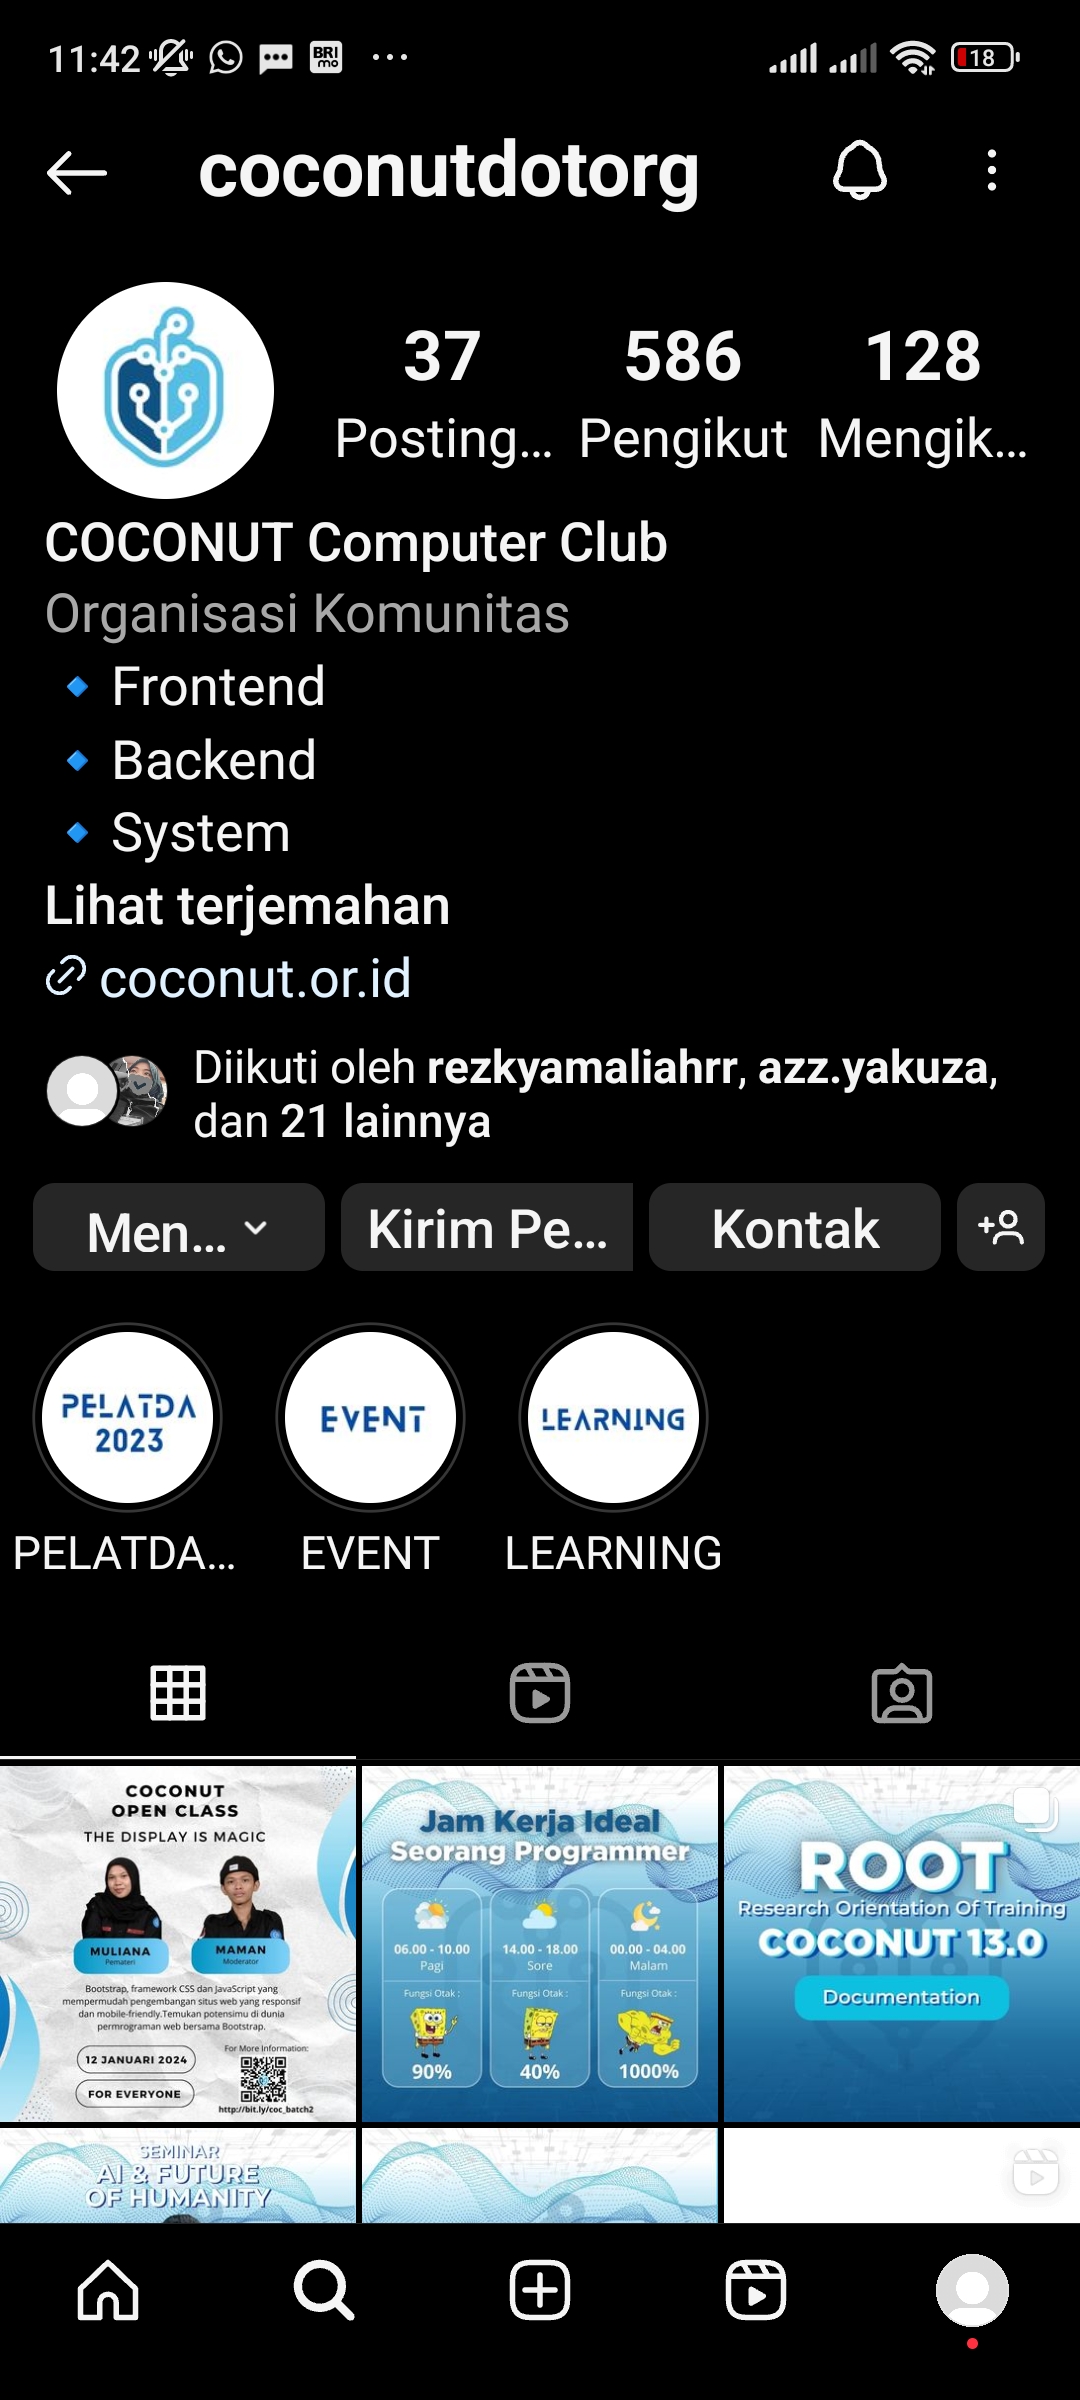 11:42
BRI
mo
18
coconutdotorg
37
586
128
Posting...
Pengikut
Mengik...
COCONUT Computer Club
Organisasi Komunitas
🔹 Frontend
🔹 Backend
🔹 System
Lihat terjemahan
coconut.or.id
Diikuti oleh rezkyamaliahrr, azz.yakuza,
dan 21 lainnya
Men...
Kirim Pe...
Kontak
PELATDA
2023
EVENT
LEARNING
PELATDA...
EVENT
LEARNING
COCONUT
OPEN CLASS
THE DISPLAY IS MAGIC
MULIANA
Pemateri
MAMAN
Moderator
Bootstrap, framework CSS dan JavaScript yang
mempermudah pengembangan situs web yang responsif
dan mobile-friendly.Temukan potensimu di dunia
permrograman web bersama Bootstrap.
12 JANUARI 2024
FOR EVERYONE
For More Information:
http://bit.ly/coc_batch2
Jam Kerja Ideal
Seorang Programmer
06.00 - 10.00
Pagi
Fungsi Otak :
90%
14.00 - 18.00
Sore
Fungsi Otak :
40%
00.00 - 04.00
Malam
Fungsi Otak :
1000%
ROOT
Research Orientation Of Training
COCONUT 13.0
Documentation
SEMINAR
AI & FUTURE
OF HUMANITY